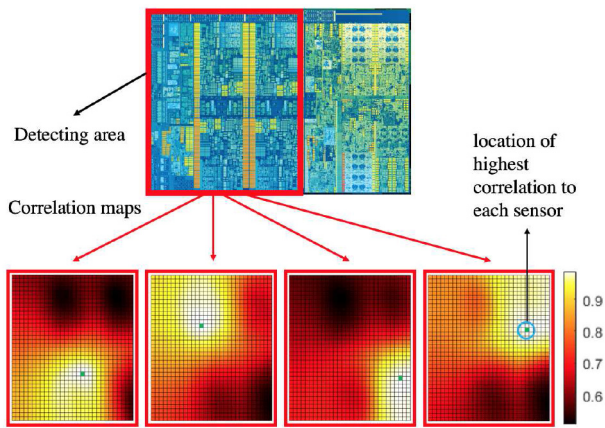 Detecting area
Correlation maps
location of
highest
correlation to
each sensor
0.9
0.8
0.7
0.6